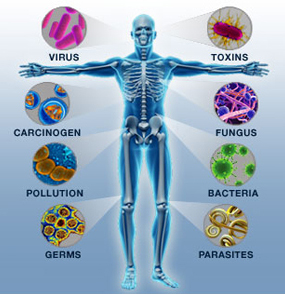 VIRUS
TOXINS
CARCINOGEN
FUNGUS
POLLUTION
BACTERIA
GERMS
PARASITES